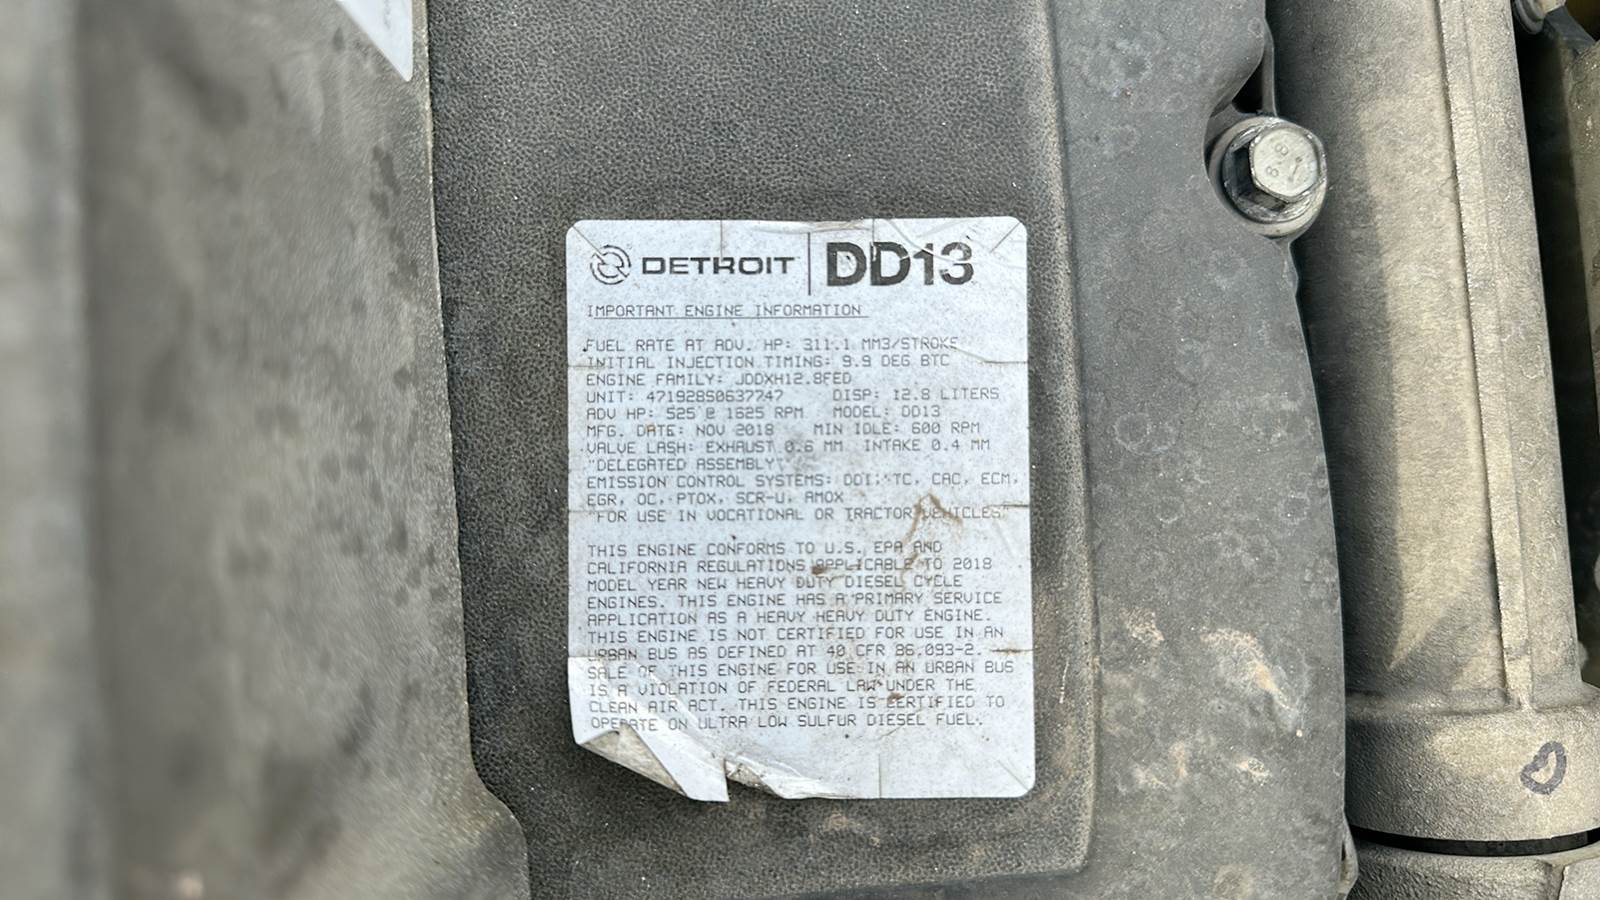 DETROIT DD13
IMPORTANT ENGINE INFORMATION
FUEL RATE AT ADV. HP: 311.1 MM3/STROKE
INITIAL INJECTION TIMING: 9.9 DEG BTC
ENGINE FAMILY: JDDXH12.8FED
UNIT: 471928S0637747 DISP: 12.8 LITERS
ADV HP: 525 @ 1625 RPM MODEL: DD13
MFG. DATE: NOV 2018 MIN IDLE: 600 RPM
VALVE LASH: EXHAUST 0.6 MM INTAKE 0.4 MM
"DELEGATED ASSEMBLY"
EMISSION CONTROL SYSTEMS: DDI, TC, CAC, ECM,
EGR, OC, PTOX, SCR-U, AMOX
"FOR USE IN VOCATIONAL OR TRACTOR VEHICLES"
THIS ENGINE CONFORMS TO U.S. EPA AND
CALIFORNIA REGULATIONS APPLICABLE TO 2018
MODEL YEAR NEW HEAVY DUTY DIESEL CYCLE
ENGINES. THIS ENGINE HAS A PRIMARY SERVICE
APPLICATION AS A HEAVY HEAVY DUTY ENGINE.
THIS ENGINE IS NOT CERTIFIED FOR USE IN AN
URBAN BUS AS DEFINED AT 40 CFR 86.093-2.
SALE OF THIS ENGINE FOR USE IN AN URBAN BUS
IS A VIOLATION OF FEDERAL LAW UNDER THE
CLEAN AIR ACT. THIS ENGINE IS CERTIFIED TO
OPERATE ON ULTRA LOW SULFUR DIESEL FUEL.